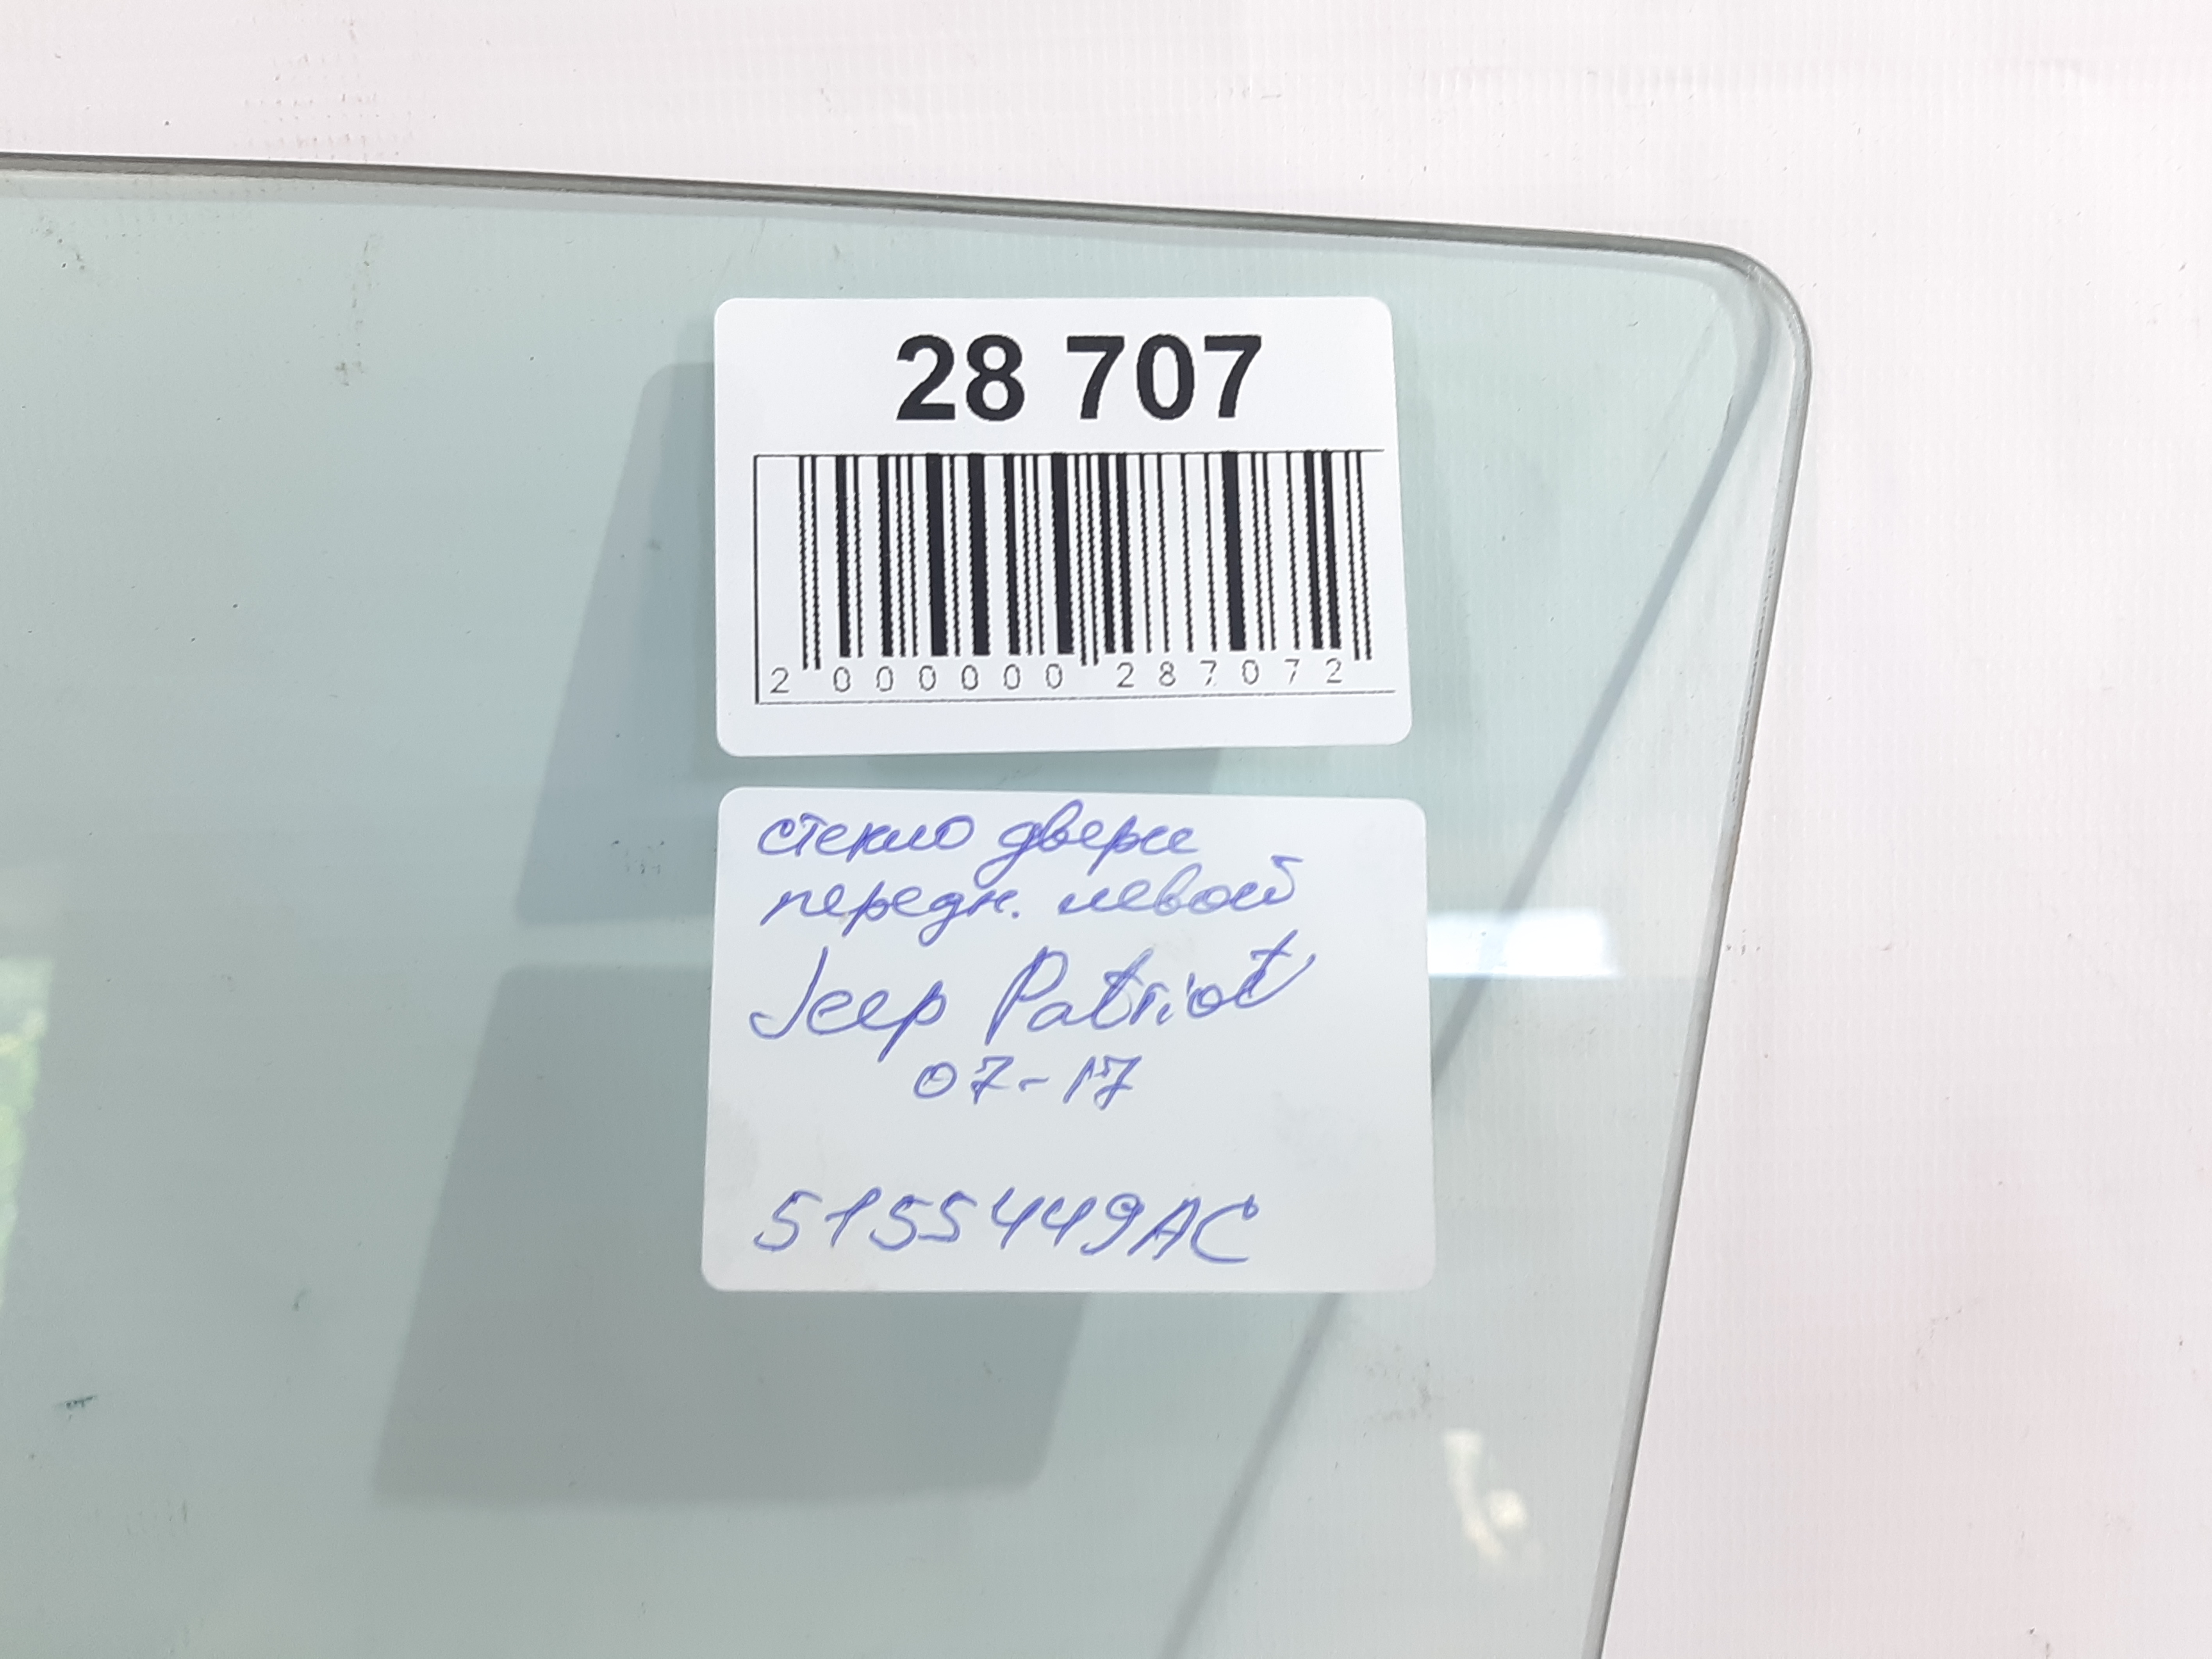 28 707
2 000000 287072
стекло двери
передн. левой
Jeep Patriot
07-17
5155449AC